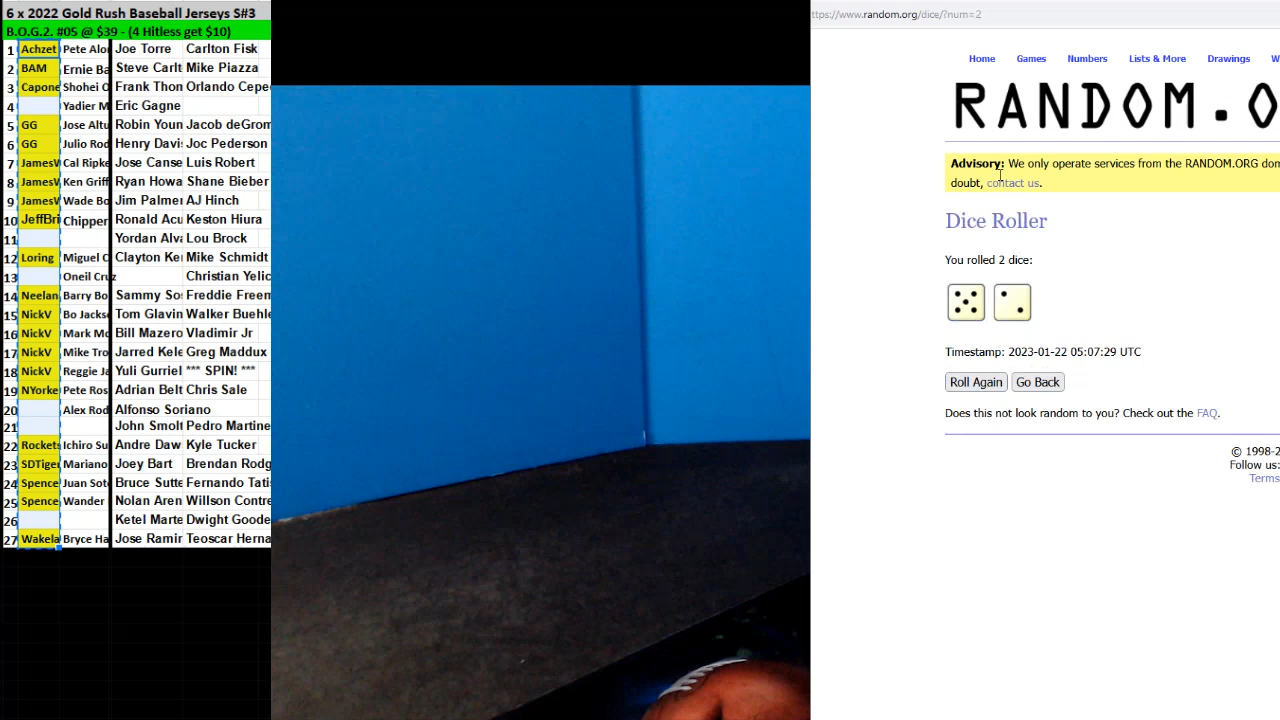 6 x 2022 Gold Rush Baseball Jerseys S#3
B.O.G.2. #05 @ $39 - (4 Hitless get $10)
1 Achzet Pete Alo Joe Torre Carlton Fisk
2 BAM Ernie Ba Steve Carlt Mike Piazza
3 Capone Shohei O Frank Thon Orlando Cepe
4 Yadier M Eric Gagne
5 GG Jose Altu Robin Youn Jacob deGrom
6 GG Julio Rod Henry Davi Joc Pederson
7 JamesW Cal Ripke Jose Canse Luis Robert
8 JamesW Ken Griff Ryan Howa Shane Bieber
9 JamesW Wade Bo Jim Palmer AJ Hinch
10 JeffBri Chipper Ronald Acu Keston Hiura
11 Yordan Alva Lou Brock
12 Loring Miguel C Clayton Ker Mike Schmidt
13 Oneil Cruz Christian Yelic
14 Neelan Barry Bo Sammy So Freddie Freem
15 NickV Bo Jackso Tom Glavin Walker Buehle
16 NickV Mark Mc Bill Mazero Vladimir Jr
17 NickV Mike Tro Jarred Kele Greg Maddux
18 NickV Reggie Ja Yuli Gurriel *** SPIN! ***
19 NYorke Pete Ros Adrian Belt Chris Sale
20 Alex Rod Alfonso Soriano
21 John Smolt Pedro Martine
22 Rockets Ichiro Su Andre Daw Kyle Tucker
23 SDTiger Mariano Joey Bart Brendan Rodg
24 Spence Juan Sot Bruce Sutte Fernando Tatis
25 Spence Wander Nolan Aren Willson Contre
26 Ketel Marte Dwight Goode
27 Wakela Bryce Ha Jose Ramir Teoscar Herna
ttps://www.random.org/dice/?num=2
Home Games Numbers Lists & More Drawings W
RANDOM.O
Advisory: We only operate services from the RANDOM.ORG dom
doubt, contact us.
Dice Roller
You rolled 2 dice:
Timestamp: 2023-01-22 05:07:29 UTC
Roll Again Go Back
Does this not look random to you? Check out the FAQ.
© 1998-2
Follow us:
Terms